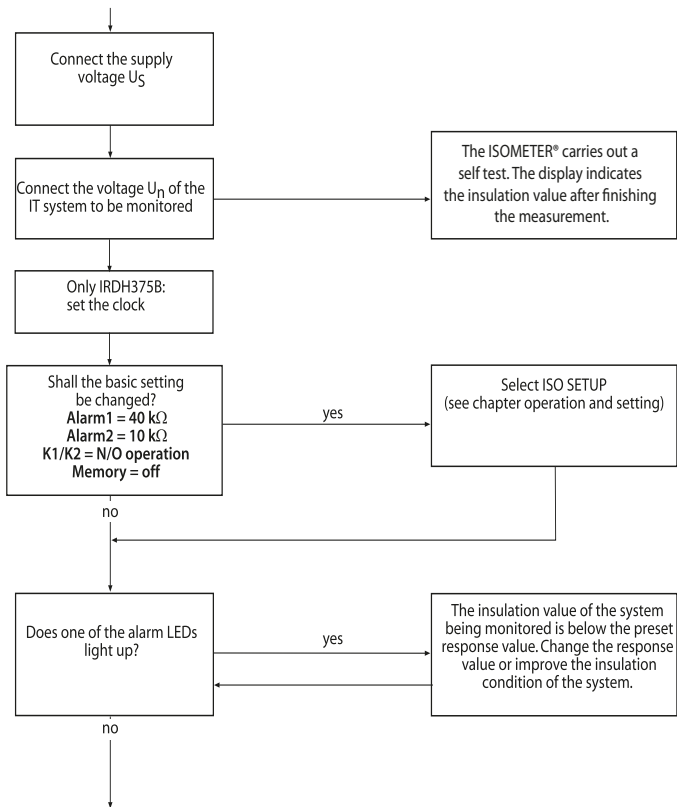 Connect the supply
voltage US
Connect the voltage Un of the
IT system to be monitored
The ISOMETER® carries out a
self test. The display indicates
the insulation value after finishing
the measurement.
Only IRDH375B:
set the clock
Shall the basic setting
be changed?
Alarm1 = 40 kΩ
Alarm2 = 10 kΩ
K1/K2 = N/O operation
Memory = off
yes
Select ISO SETUP
(see chapter operation and setting)
no
Does one of the alarm LEDs
light up?
yes
The insulation value of the system
being monitored is below the preset
response value. Change the response
value or improve the insulation
condition of the system.
no